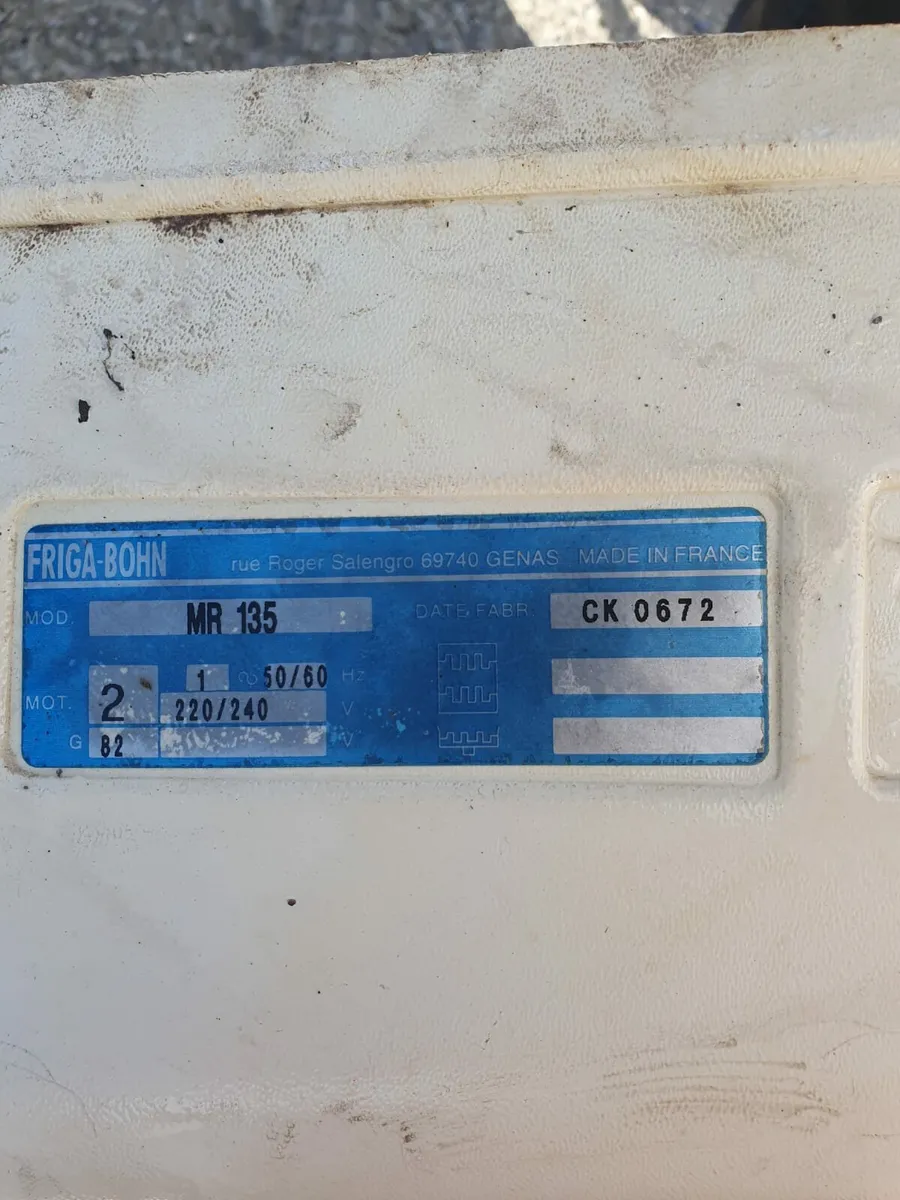 FRIGA-BOHN rue Roger Salengro 69740 GENAS MADE IN FRANCE
MOD. MR 135 DATE FABR. CK 0672
MOT. 2 1 50/60 Hz
220/240 V
G 82 V